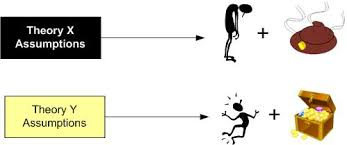 Theory X
Assumptions
+
Theory Y
Assumptions
+